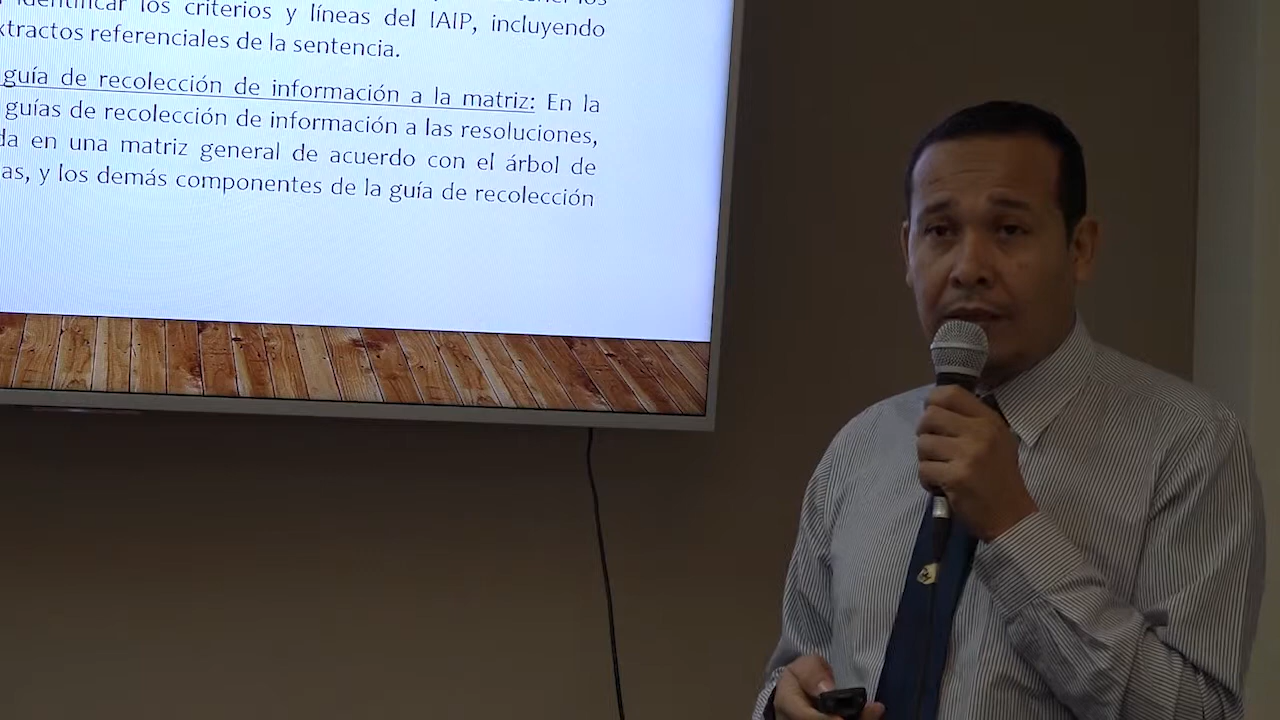 identificar los criterios y líneas del IAIP, incluyendo
extractos referenciales de la sentencia.
guía de recolección de información a la matriz: En la
guías de recolección de información a las resoluciones,
en una matriz general de acuerdo con el árbol de
y los demás componentes de la guía de recolección